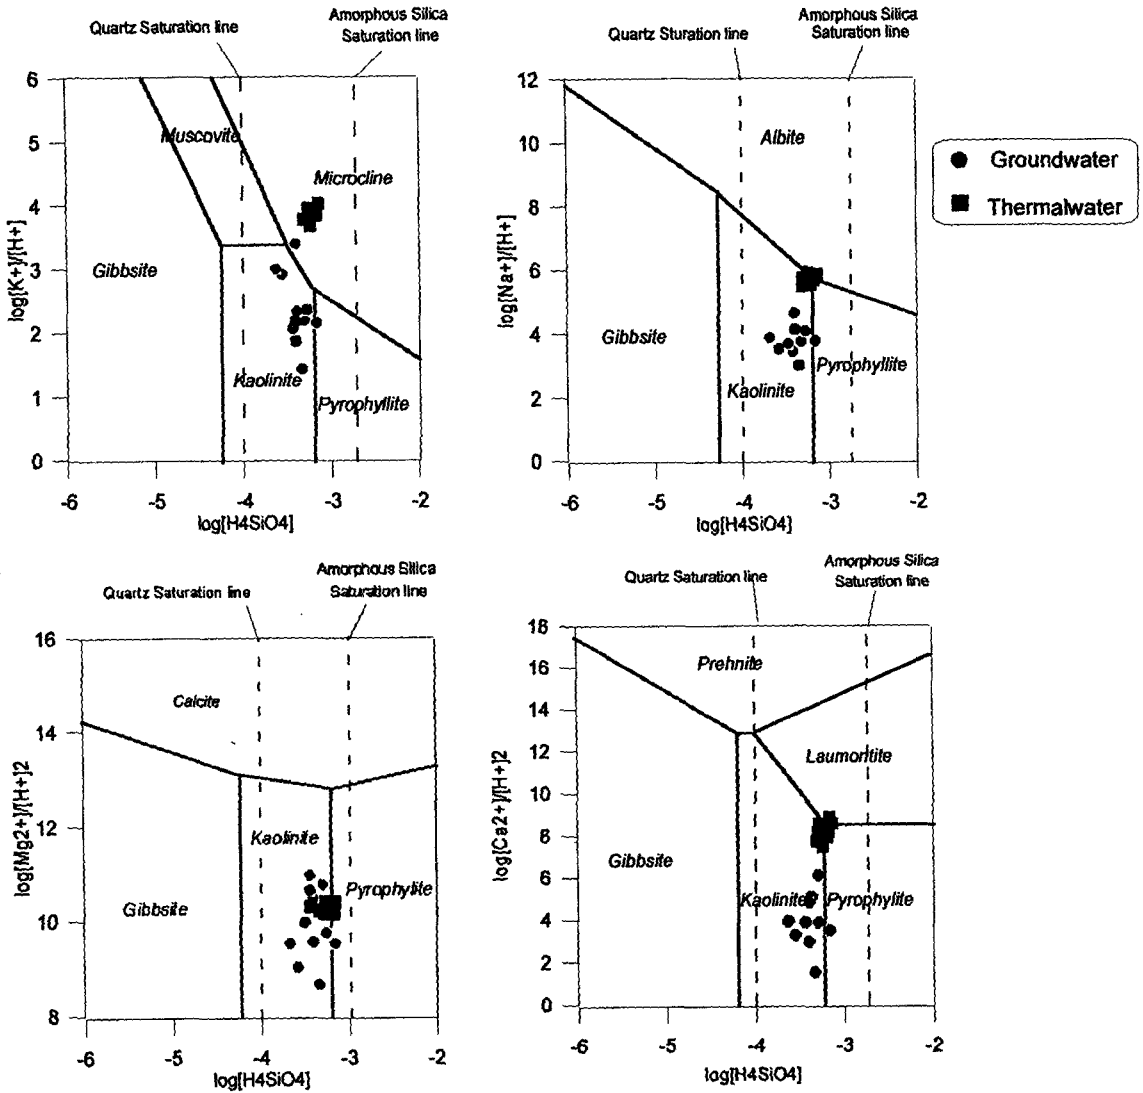 Quartz Saturation line
Amorphous Silica
Saturation line
6
5
4
3
2
1
0
log[K+]/[H+]
Muscovite
Microcline
Gibbsite
Kaolinite
Pyrophyllite
-6
-5
-4
-3
-2
log[H4SiO4]
Quartz Sturation line
Amorphous Silica
Saturation line
12
10
8
6
4
2
0
log[Na+]/[H+]
Albite
Gibbsite
Kaolinite
Pyrophyllite
-6
-5
-4
-3
-2
log[H4SiO4]
Groundwater
Thermalwater
Quartz Saturation line
Amorphous Silica
Saturation line
16
14
12
10
8
log[Mg2+]/[H+]2
Calcite
Kaolinite
Gibbsite
Pyrophylite
-6
-5
-4
-3
-2
log[H4SiO4]
Quartz Saturation line
Amorphous Silica
Saturation line
18
16
14
12
10
8
6
4
2
0
log[Ca2+]/[H+]2
Prehnite
Laumontite
Gibbsite
Kaolinite
Pyrophylite
-6
-5
-4
-3
-2
log[H4SiO4]